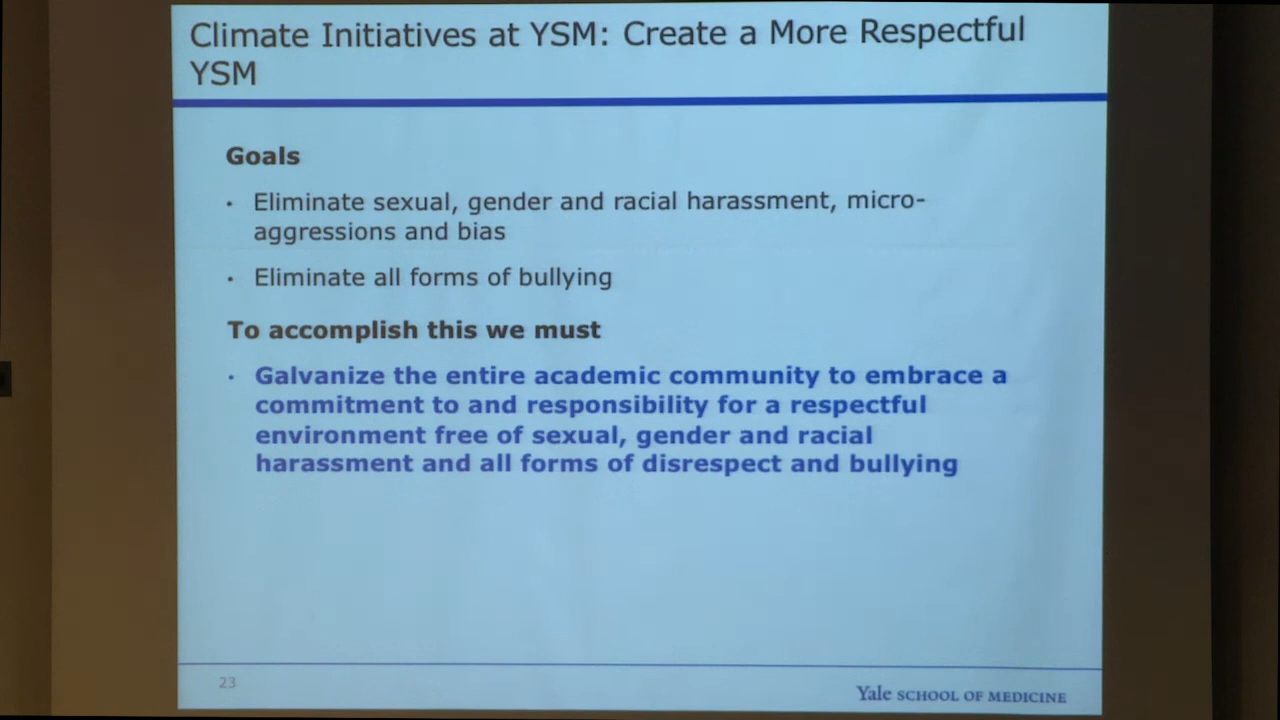 Climate Initiatives at YSM: Create a More Respectful
YSM
Goals
· Eliminate sexual, gender and racial harassment, micro-
aggressions and bias
· Eliminate all forms of bullying
To accomplish this we must
· Galvanize the entire academic community to embrace a
commitment to and responsibility for a respectful
environment free of sexual, gender and racial
harassment and all forms of disrespect and bullying
23
Yale SCHOOL OF MEDICINE